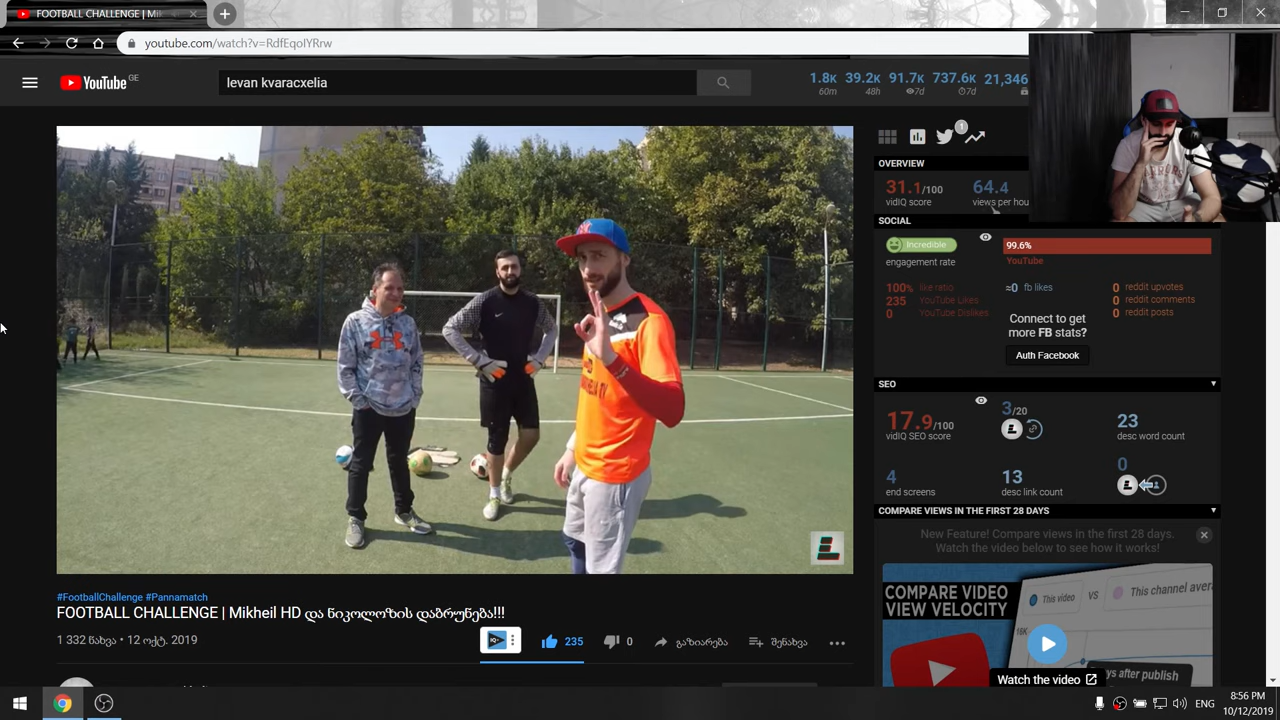 FOOTBALL CHALLENGE | Mi
youtube.com/watch?v=RdfEqoIYRrw
YouTube GE
levan kvaracxelia
1.8K 39.2K 91.7K 737.6K 21,346
60m 48h 7d 7d
1
OVERVIEW
31.1/100 64.4
vidIQ score views per hou
SOCIAL
Incredible 99.6%
engagement rate YouTube
100% like ratio ≈0 fb likes 0 reddit upvotes
235 YouTube Likes 0 reddit comments
0 YouTube Dislikes 0 reddit posts
Connect to get
more FB stats?
Auth Facebook
SEO
17.9/100 3/20 23
vidIQ SEO score desc word count
4 13 0
end screens desc link count
COMPARE VIEWS IN THE FIRST 28 DAYS
New Feature! Compare views in the first 28 days.
Watch the video below to see how it works!
COMPARE VIDEO
VIEW VELOCITY
This video VS This channel avera
16K
Days after publish
Watch the video
L
#FootballChallenge #Pannamatch
FOOTBALL CHALLENGE | Mikheil HD და ნიკოლოზის დაბრუნება!!!
1 332 ნახვა • 12 ოქტ. 2019
IQ 235 0 გაზიარება შენახვა
ENG 8:56 PM
10/12/2019